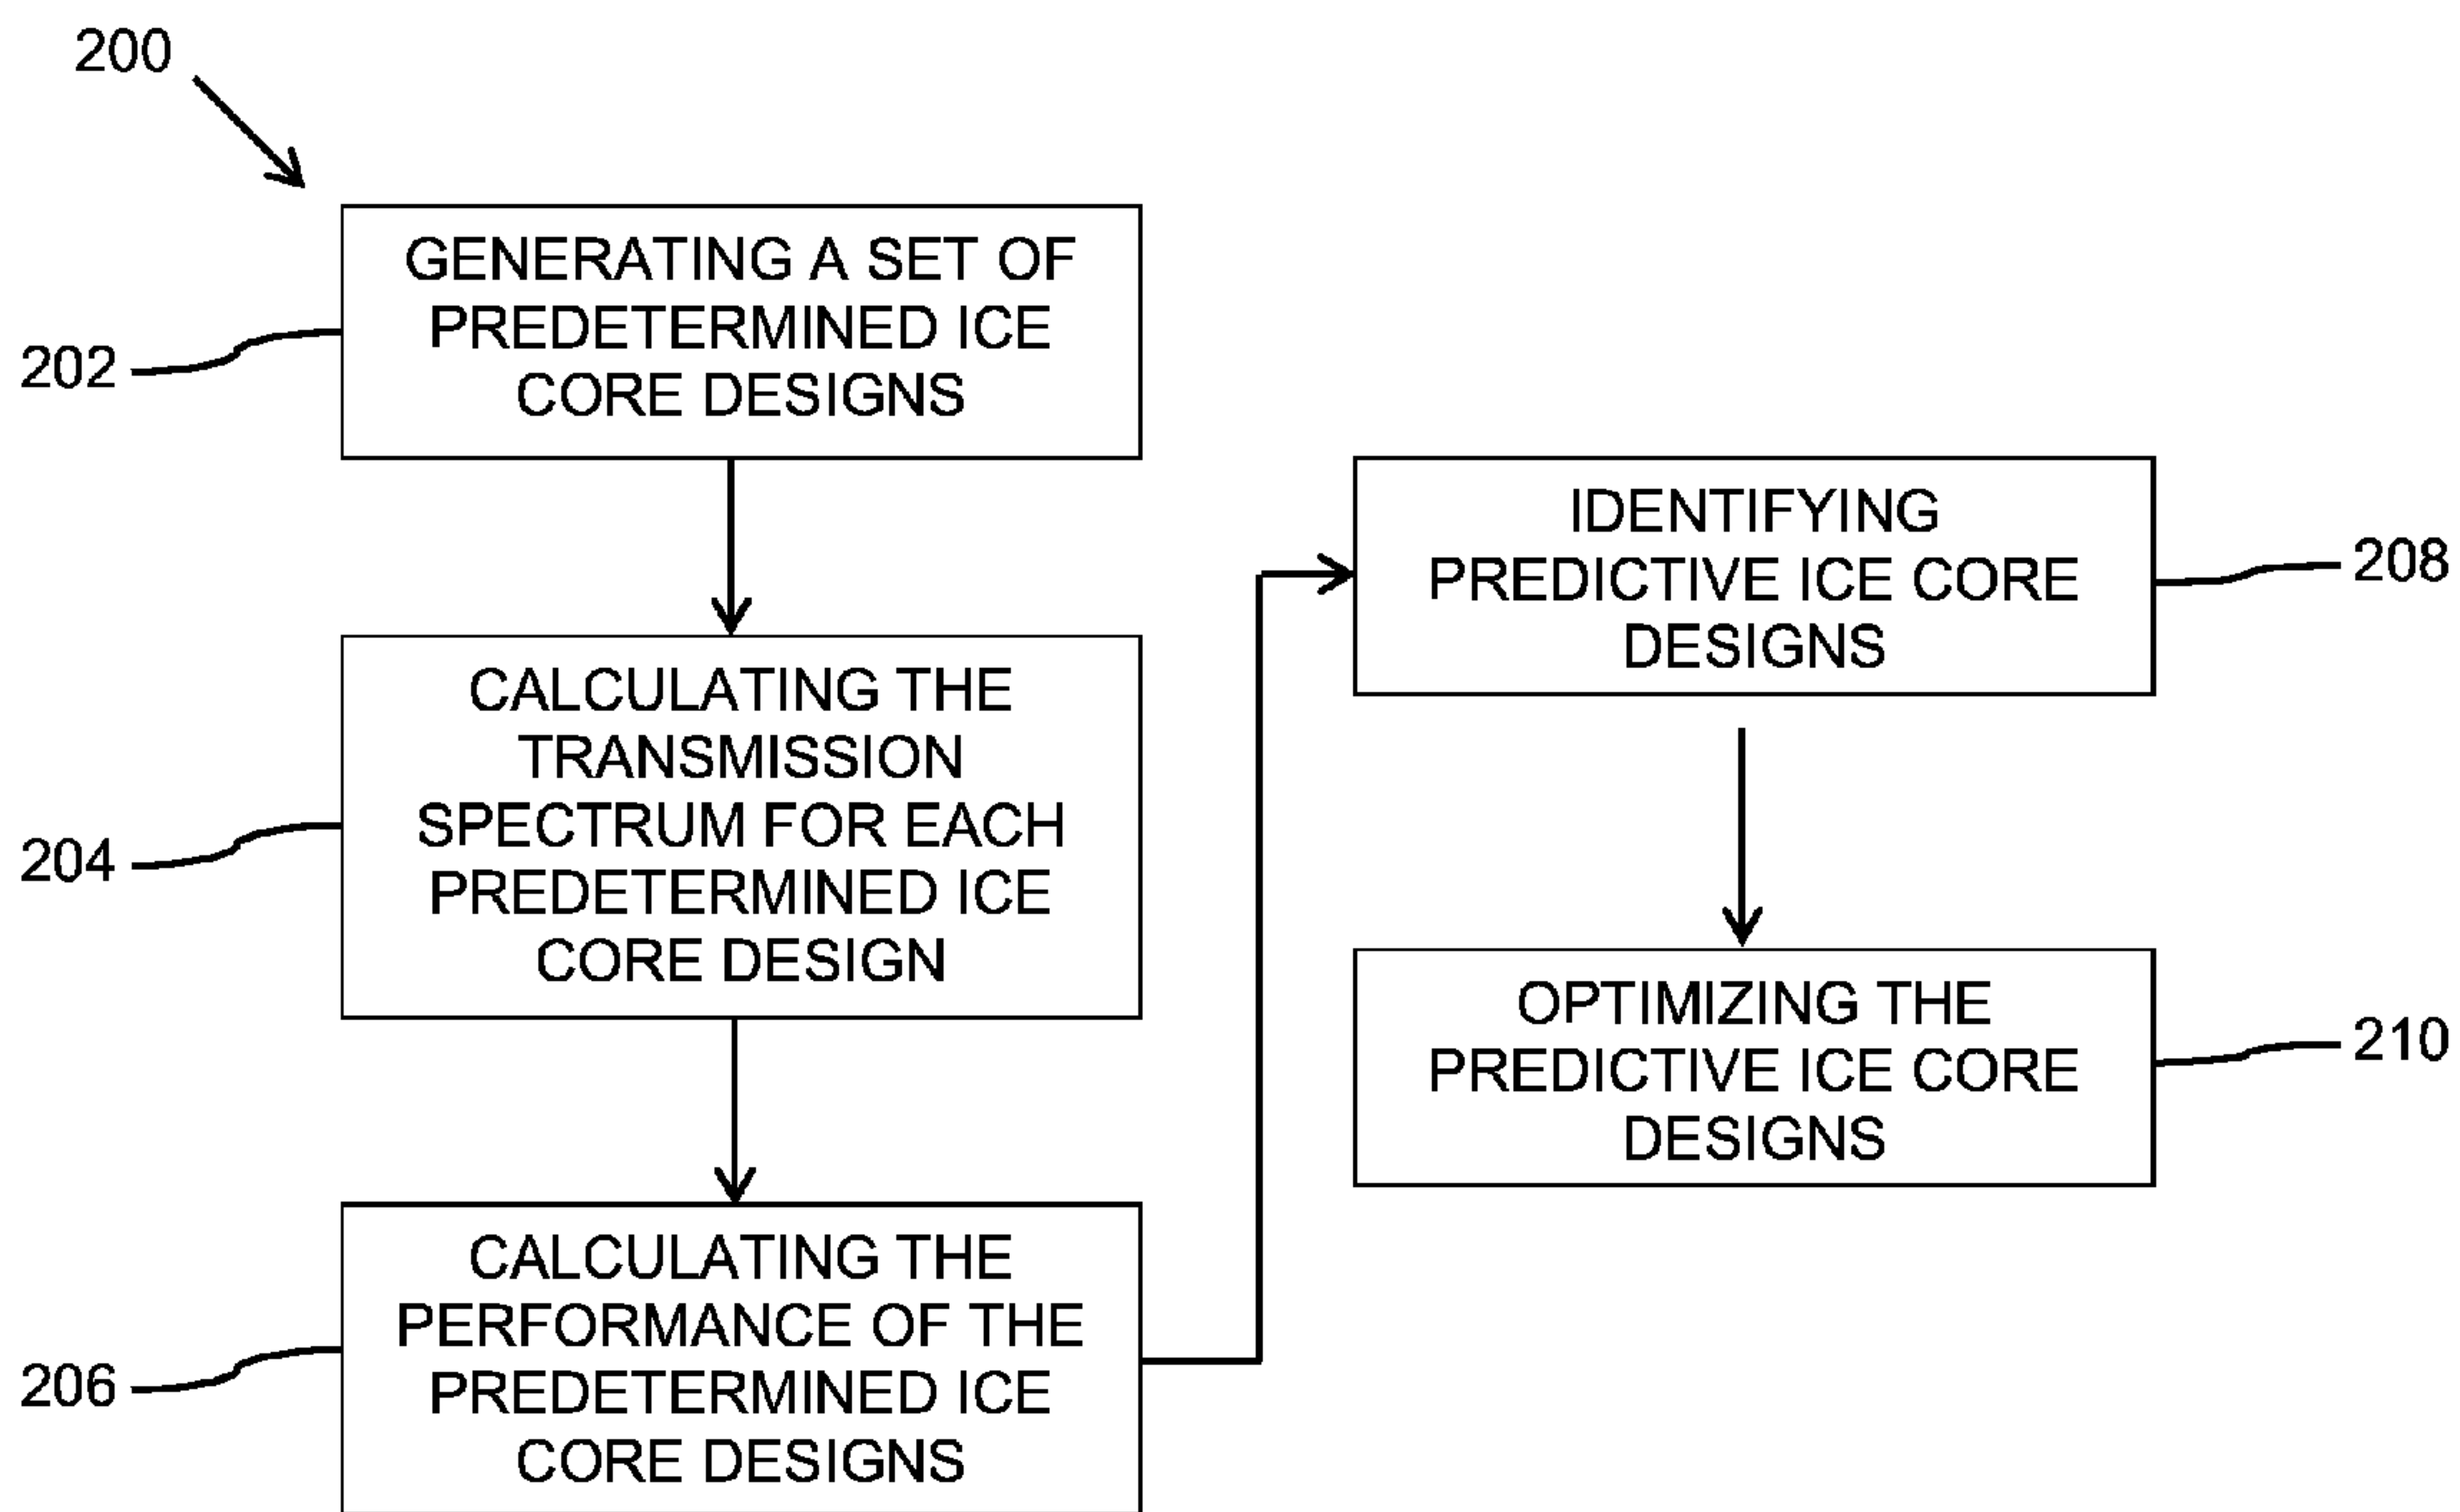 200
GENERATING A SET OF
PREDETERMINED ICE
CORE DESIGNS
202
CALCULATING THE
TRANSMISSION
SPECTRUM FOR EACH
PREDETERMINED ICE
CORE DESIGN
204
CALCULATING THE
PERFORMANCE OF THE
PREDETERMINED ICE
CORE DESIGNS
206
IDENTIFYING
PREDICTIVE ICE CORE
DESIGNS
208
OPTIMIZING THE
PREDICTIVE ICE CORE
DESIGNS
210